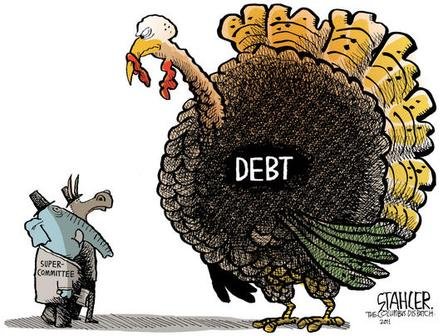 DEBT
SUPER-
COMMITTEE
STAHLER.
THE COLUMBUS DISPATCH
2011